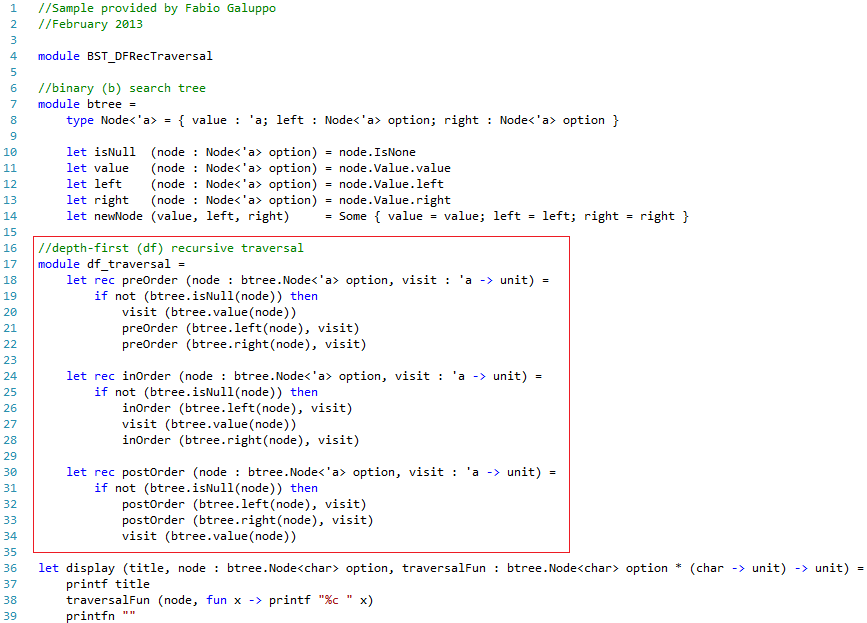 1 //Sample provided by Fabio Galuppo
2 //February 2013
3
4 module BST_DFRecTraversal
5
6 //binary (b) search tree
7 module btree =
8     type Node<'a> = { value : 'a; left : Node<'a> option; right : Node<'a> option }
9
10     let isNull  (node : Node<'a> option) = node.IsNone
11     let value   (node : Node<'a> option) = node.Value.value
12     let left    (node : Node<'a> option) = node.Value.left
13     let right   (node : Node<'a> option) = node.Value.right
14     let newNode (value, left, right)     = Some { value = value; left = left; right = right }
15
16 //depth-first (df) recursive traversal
17 module df_traversal =
18     let rec preOrder (node : btree.Node<'a> option, visit : 'a -> unit) =
19         if not (btree.isNull(node)) then
20             visit (btree.value(node))
21             preOrder (btree.left(node), visit)
22             preOrder (btree.right(node), visit)
23
24     let rec inOrder (node : btree.Node<'a> option, visit : 'a -> unit) =
25         if not (btree.isNull(node)) then
26             inOrder (btree.left(node), visit)
27             visit (btree.value(node))
28             inOrder (btree.right(node), visit)
29
30     let rec postOrder (node : btree.Node<'a> option, visit : 'a -> unit) =
31         if not (btree.isNull(node)) then
32             postOrder (btree.left(node), visit)
33             postOrder (btree.right(node), visit)
34             visit (btree.value(node))
35
36 let display (title, node : btree.Node<char> option, traversalFun : btree.Node<char> option * (char -> unit) -> unit) =
37     printf title
38     traversalFun (node, fun x -> printf "%c " x)
39     printfn ""